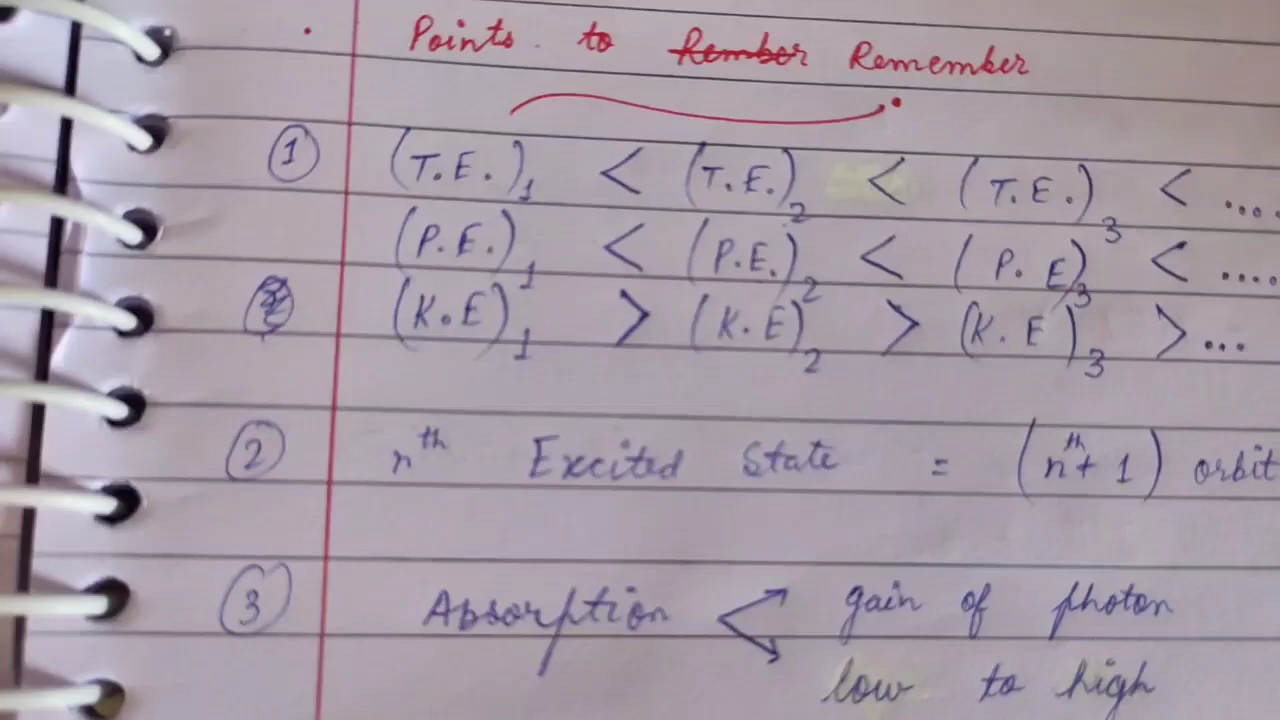 Points to Rember Remember
① (T.E.)₁ < (T.E.)₂ < (T.E.)₃ < ....
(P.E.)₁ < (P.E.)₂ < (P.E)₃ < ....
(K.E)₁ > (K.E)₂ > (K.E)₃ > ...
② nᵗʰ Excited State = (nᵗʰ + 1) orbit
③ Absorption gain of photon
low to high